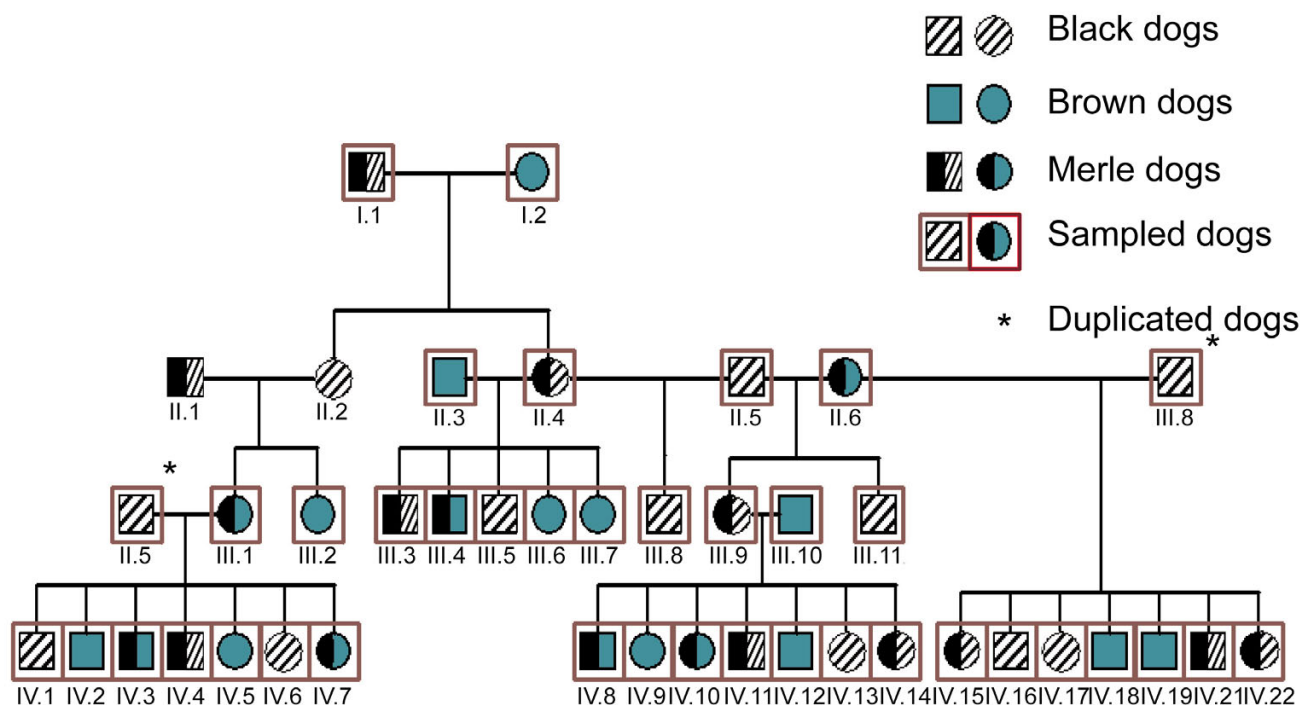 Black dogs
Brown dogs
Merle dogs
Sampled dogs
* Duplicated dogs
I.1 I.2
*
II.1 II.2 II.3 II.4 II.5 II.6 III.8
*
II.5 III.1 III.2 III.3 III.4 III.5 III.6 III.7 III.8 III.9 III.10 III.11
IV.1 IV.2 IV.3 IV.4 IV.5 IV.6 IV.7 IV.8 IV.9 IV.10 IV.11 IV.12 IV.13 IV.14 IV.15 IV.16 IV.17 IV.18 IV.19 IV.21 IV.22